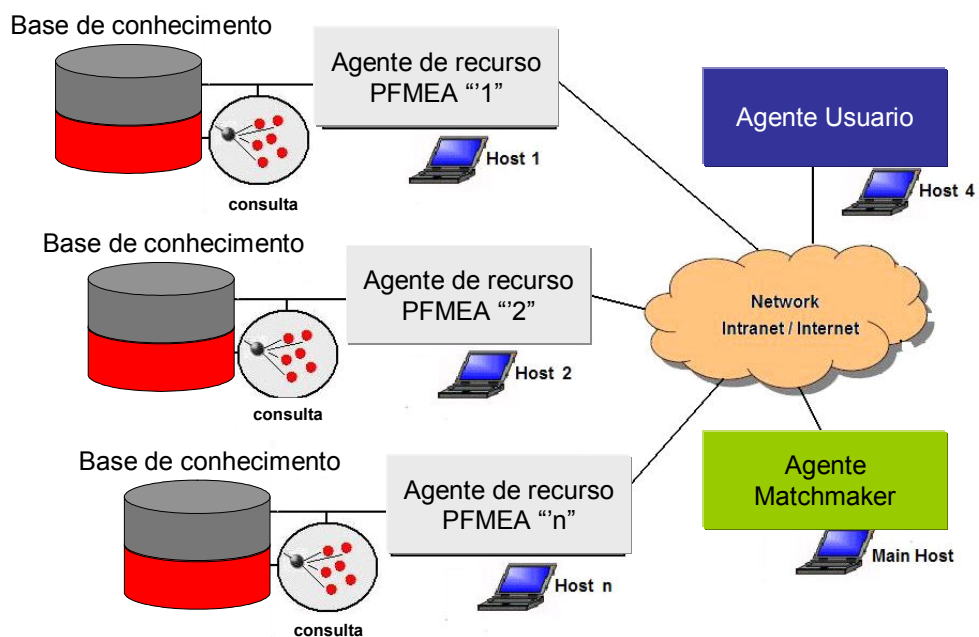 Base de conhecimento
Agente de recurso
PFMEA “’1”
Host 1
consulta
Agente Usuario
Host 4
Base de conhecimento
Agente de recurso
PFMEA “’2”
Host 2
consulta
Network
Intranet / Internet
Base de conhecimento
Agente de recurso
PFMEA “’n”
Host n
consulta
Agente
Matchmaker
Main Host